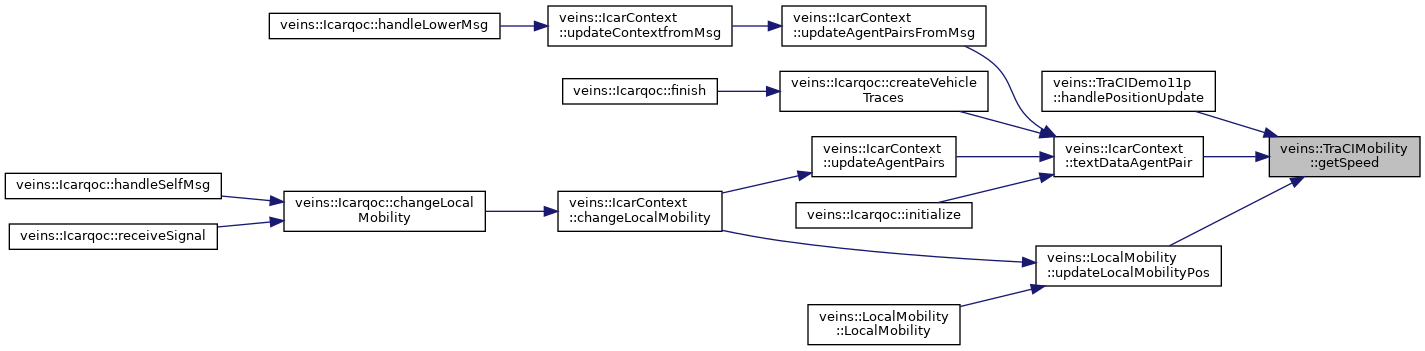 veins::Icarqoc::handleLowerMsg
veins::IcarContext
::updateContextfromMsg
veins::IcarContext
::updateAgentPairsFromMsg
veins::Icarqoc::finish
veins::Icarqoc::createVehicle
Traces
veins::TraCIDemo11p
::handlePositionUpdate
veins::IcarContext
::updateAgentPairs
veins::IcarContext
::textDataAgentPair
veins::TraCIMobility
::getSpeed
veins::Icarqoc::handleSelfMsg
veins::Icarqoc::receiveSignal
veins::Icarqoc::changeLocal
Mobility
veins::IcarContext
::changeLocalMobility
veins::Icarqoc::initialize
veins::LocalMobility
::updateLocalMobilityPos
veins::LocalMobility
::LocalMobility